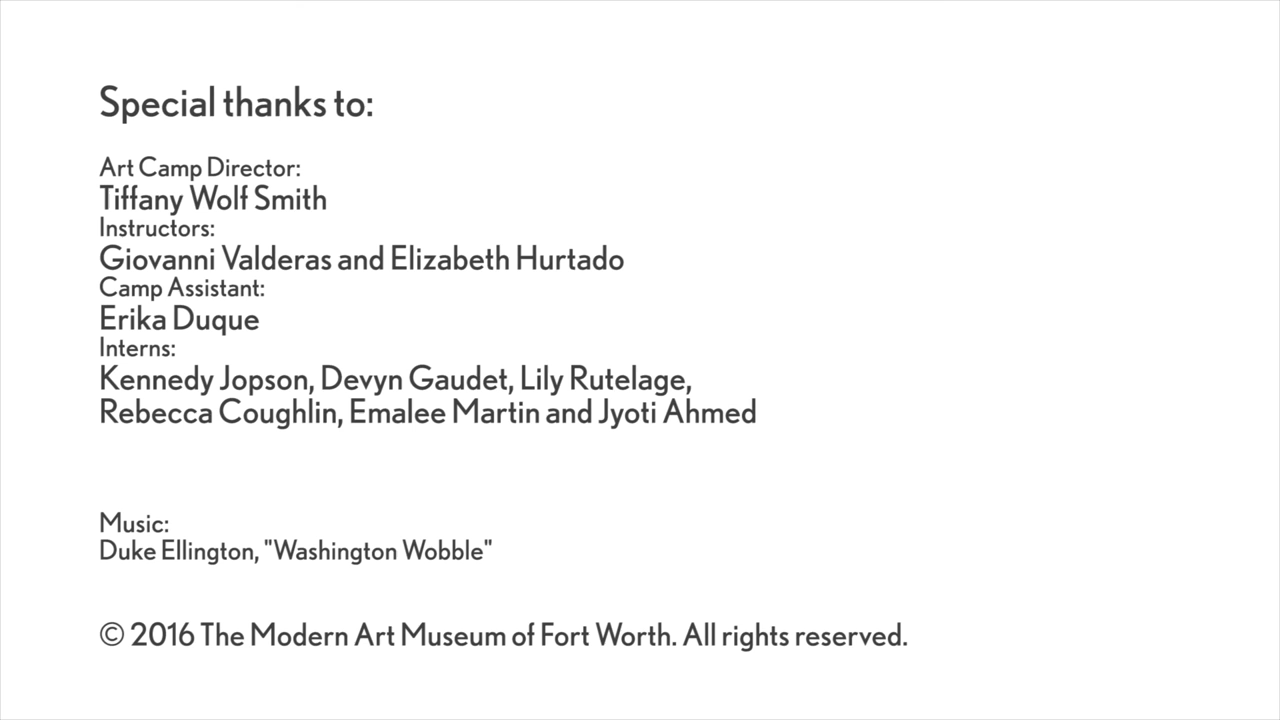 Special thanks to:
Art Camp Director:
Tiffany Wolf Smith
Instructors:
Giovanni Valderas and Elizabeth Hurtado
Camp Assistant:
Erika Duque
Interns:
Kennedy Jopson, Devyn Gaudet, Lily Rutelage,
Rebecca Coughlin, Emalee Martin and Jyoti Ahmed
Music:
Duke Ellington, "Washington Wobble"
© 2016 The Modern Art Museum of Fort Worth. All rights reserved.